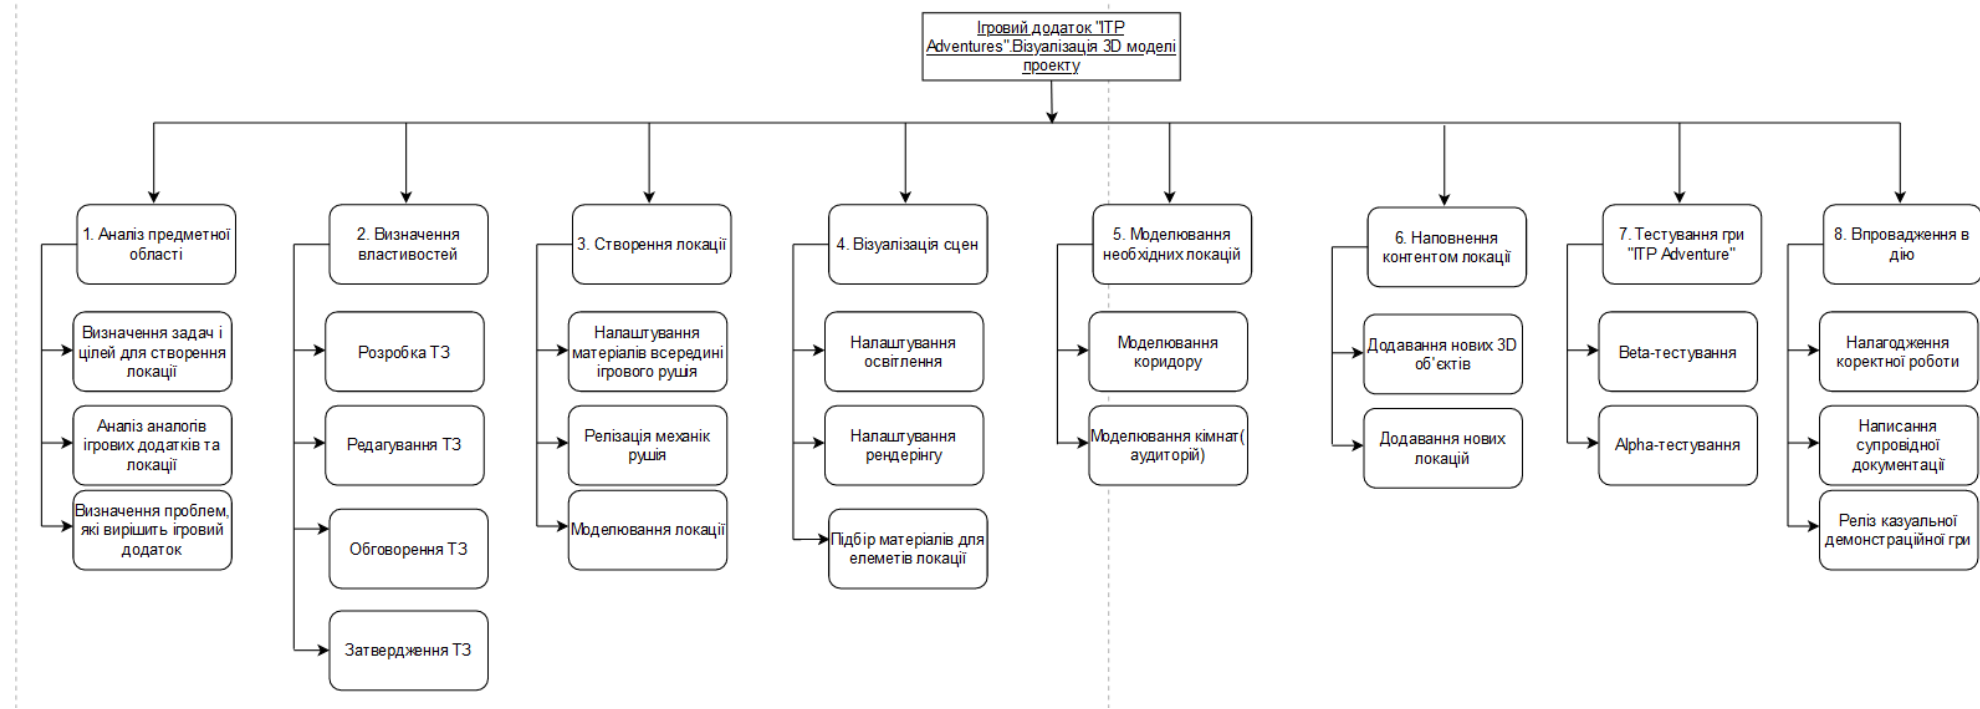 Ігровий додаток "ITP
Adventures".Візуалізація 3D моделі
проекту
1. Аналіз предметної
області
Визначення задач і
цілей для створення
локації
Аналіз аналогів
ігрових додатків та
локації
Визначення проблем,
які вирішить ігровий
додаток
2. Визначення
властивостей
Розробка ТЗ
Редагування ТЗ
Обговорення ТЗ
Затвердження ТЗ
3. Створення локації
Налаштування
матеріалів всередині
ігрового рушія
Релізація механік
рушія
Моделювання локації
4. Візуалізація сцен
Налаштування
освітлення
Налаштування
рендерінгу
Підбір матеріалів для
елеметів локації
5. Моделювання
необхідних локацій
Моделювання
коридору
Моделювання кімнат(
аудиторій)
6. Наповнення
контентом локації
Додавання нових 3D
об'єктів
Додавання нових
локацій
7. Тестування гри
"ITP Adventure"
Beta-тестування
Alpha-тестування
8. Впровадження в
дію
Налагодження
коректної роботи
Написання
супровідної
документації
Реліз казуальної
демонстраційної гри